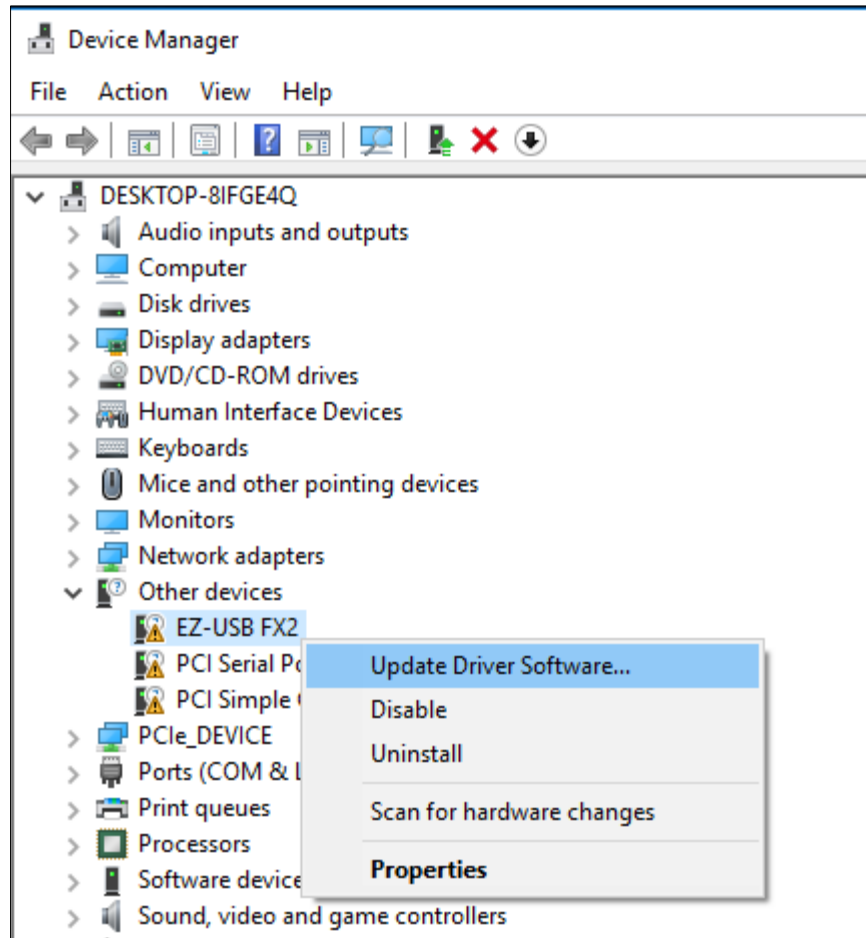 Device Manager
File Action View Help
DESKTOP-8IFGE4Q
Audio inputs and outputs
Computer
Disk drives
Display adapters
DVD/CD-ROM drives
Human Interface Devices
Keyboards
Mice and other pointing devices
Monitors
Network adapters
Other devices
EZ-USB FX2
PCI Serial
PCI Simple
PCIe_DEVICE
Ports (COM &
Print queues
Processors
Software device
Sound, video and game controllers
Update Driver Software...
Disable
Uninstall
Scan for hardware changes
Properties